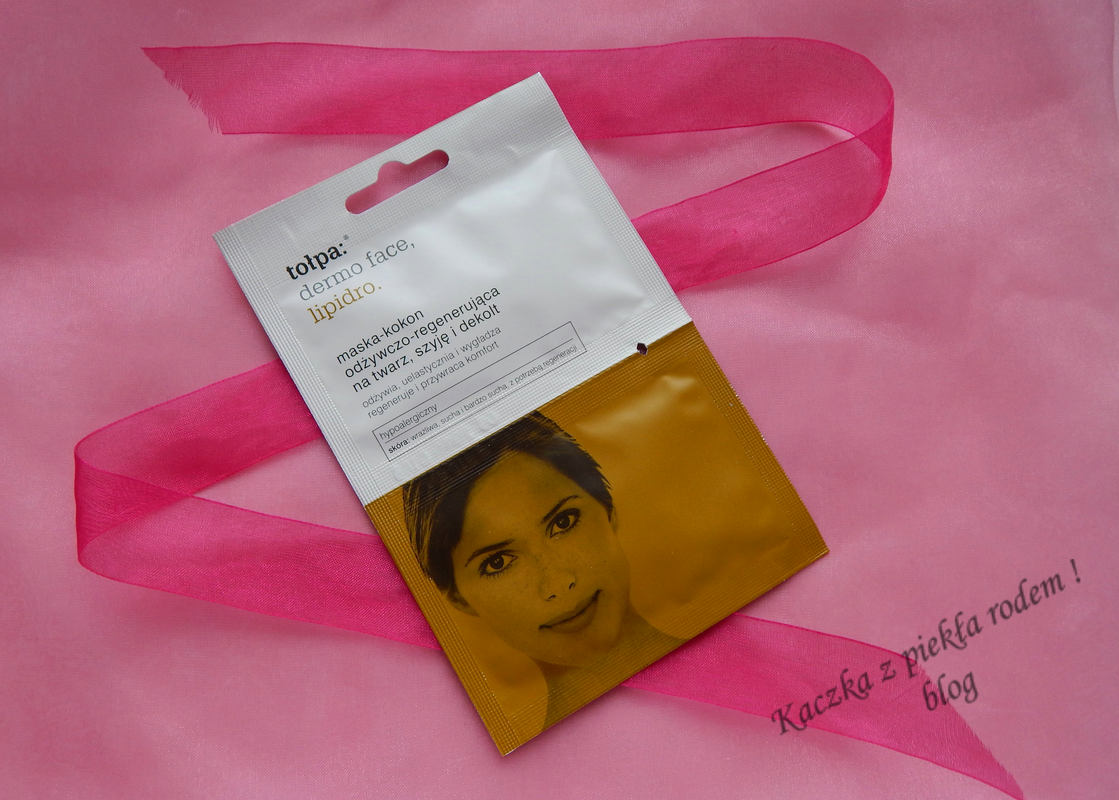 tołpa:®
dermo face,
lipidro.
maska-kokon
odżywczo-regenerująca
na twarz, szyję i dekolt
odżywia, uelastycznia i wygładza
regeneruje i przywraca komfort
hypoalergiczny
skóra: wrażliwa, sucha i bardzo sucha, z potrzebą regeneracji
Kaczka z piekła rodem !
blog